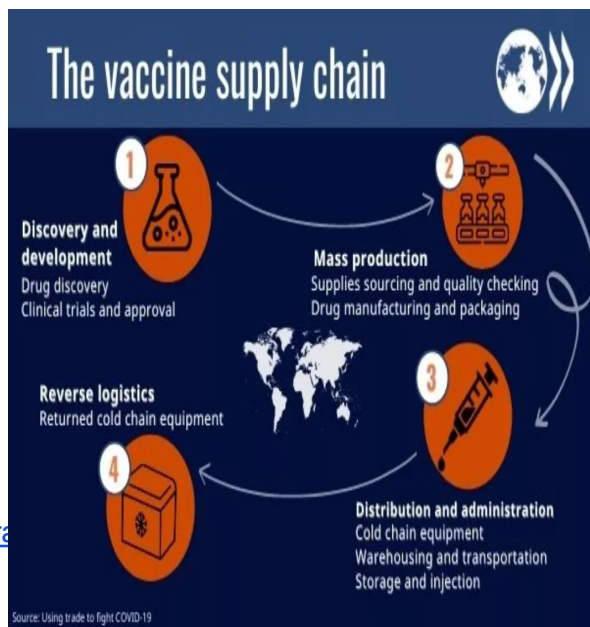 The vaccine supply chain
1
Discovery and
development
Drug discovery
Clinical trials and approval
2
Mass production
Supplies sourcing and quality checking
Drug manufacturing and packaging
3
Distribution and administration
Cold chain equipment
Warehousing and transportation
Storage and injection
Reverse logistics
Returned cold chain equipment
4
Source: Using trade to fight COVID-19